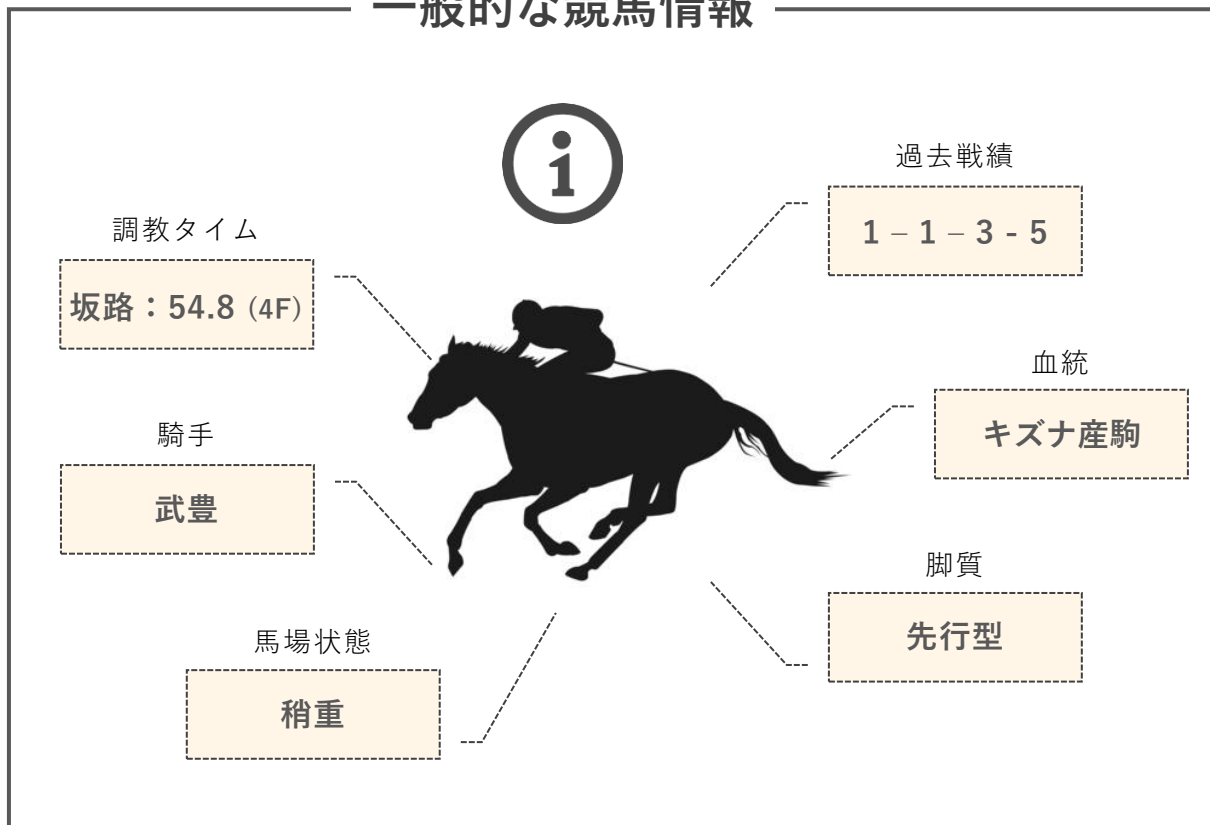 一般的な競馬情報
i
過去戦績
1 – 1 – 3 - 5
調教タイム
坂路：54.8 (4F)
血統
キズナ産駒
騎手
武豊
脚質
先行型
馬場状態
稍重